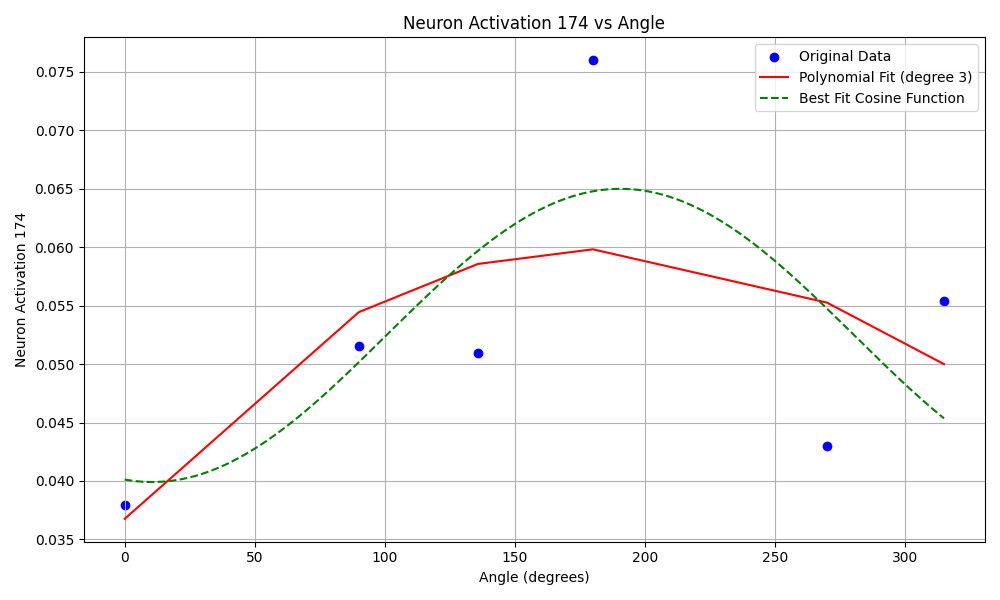 Neuron Activation 174 vs Angle
Original Data
Polynomial Fit (degree 3)
Best Fit Cosine Function
Neuron Activation 174
0.075
0.070
0.065
0.060
0.055
0.050
0.045
0.040
0.035
0
50
100
150
200
250
300
Angle (degrees)